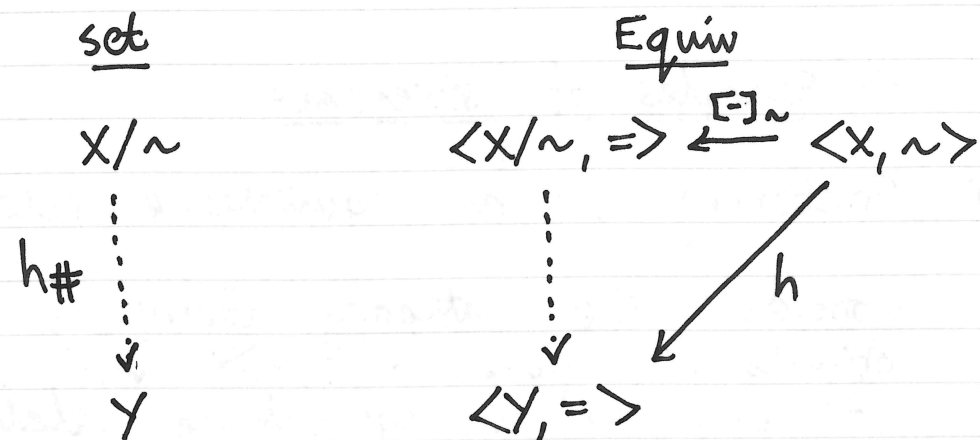 set Equiv
X/~ <X/~, => [-]~ <X, ~>
h# h
Y <Y, = >